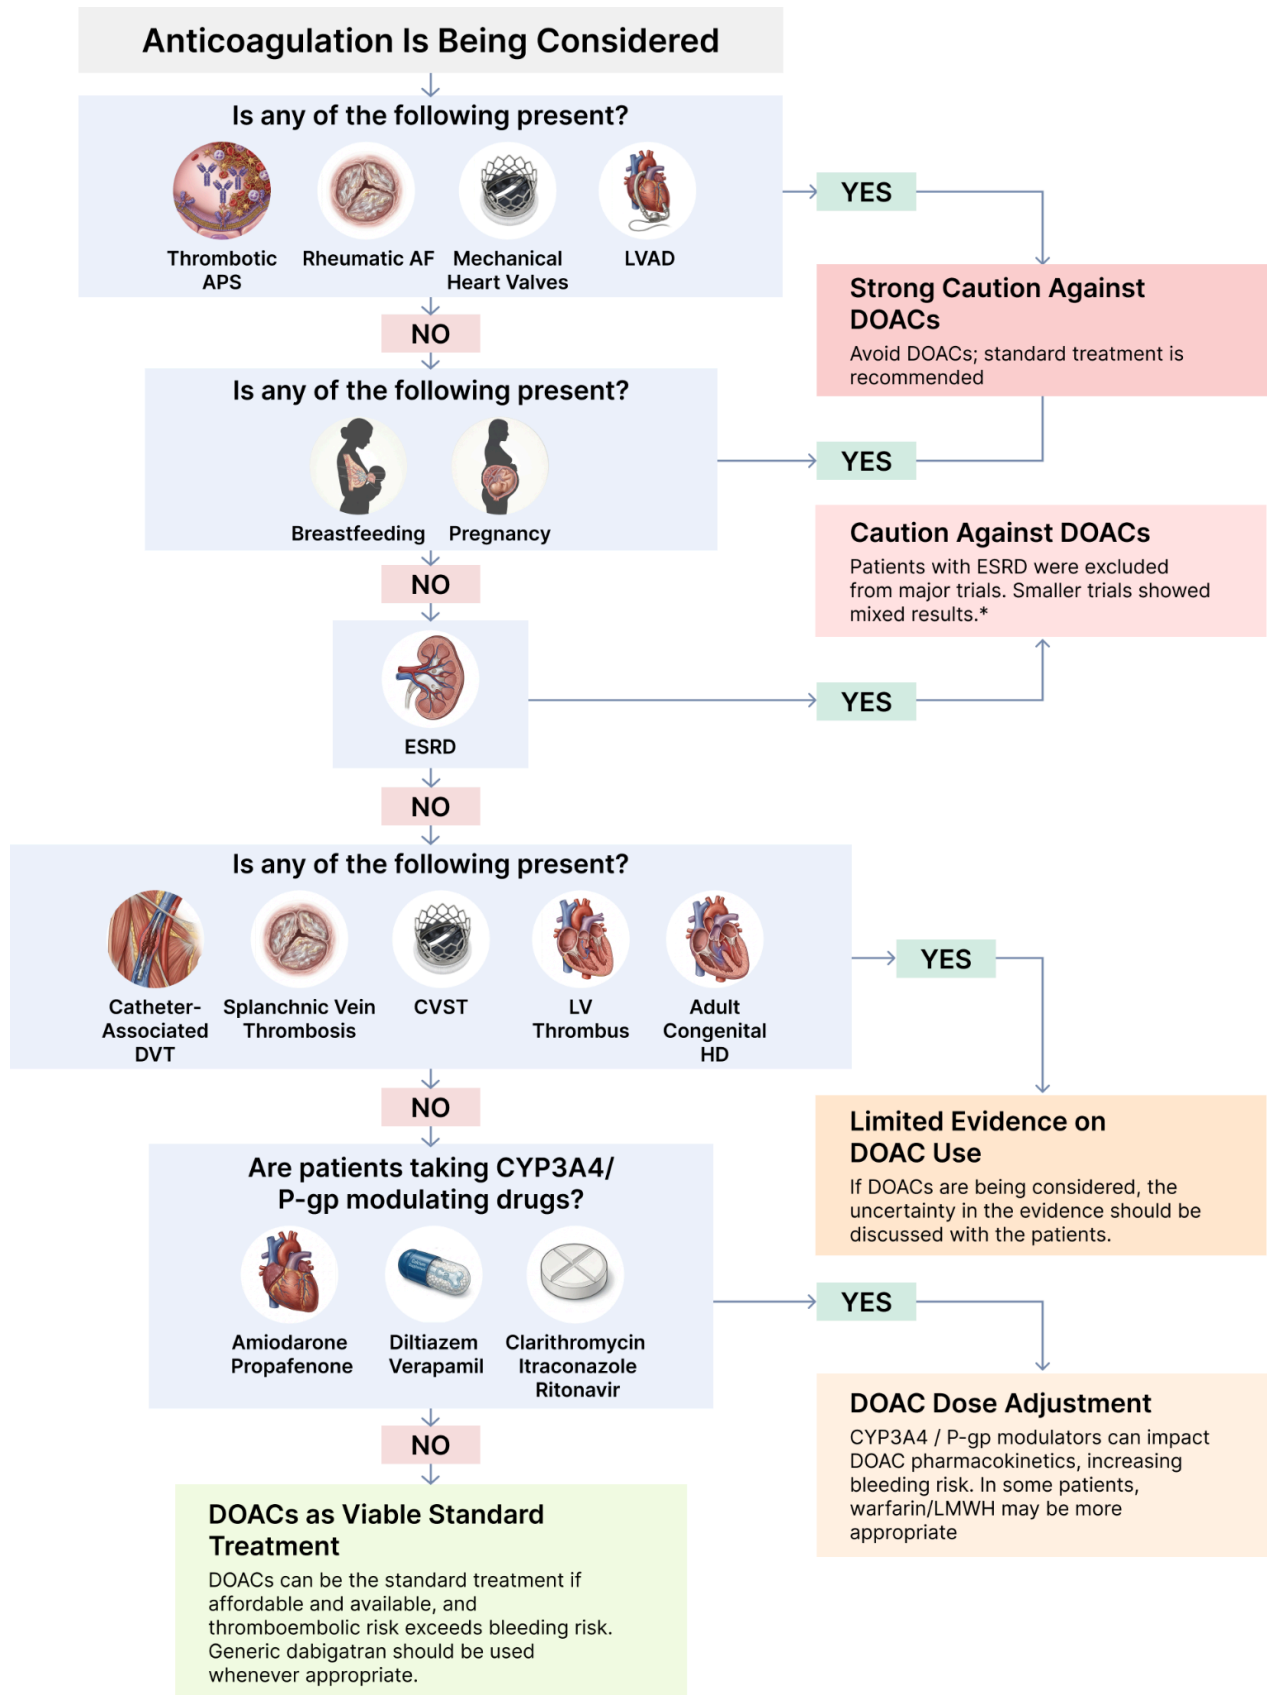 Anticoagulation Is Being Considered
Is any of the following present?
Thrombotic
APS
Rheumatic AF
Mechanical
Heart Valves
LVAD
YES
Strong Caution Against
DOACs
Avoid DOACs; standard treatment is
recommended
NO
Is any of the following present?
Breastfeeding
Pregnancy
YES
Caution Against DOACs
Patients with ESRD were excluded
from major trials. Smaller trials showed
mixed results.*
NO
ESRD
YES
NO
Is any of the following present?
Catheter-
Associated
DVT
Splanchnic Vein
Thrombosis
CVST
LV
Thrombus
Adult
Congenital
HD
YES
Limited Evidence on
DOAC Use
If DOACs are being considered, the
uncertainty in the evidence should be
discussed with the patients.
NO
Are patients taking CYP3A4/
P-gp modulating drugs?
Amiodarone
Propafenone
Diltiazem
Verapamil
Clarithromycin
Itraconazole
Ritonavir
YES
DOAC Dose Adjustment
CYP3A4 / P-gp modulators can impact
DOAC pharmacokinetics, increasing
bleeding risk. In some patients,
warfarin/LMWH may be more
appropriate
NO
DOACs as Viable Standard
Treatment
DOACs can be the standard treatment if
affordable and available, and
thromboembolic risk exceeds bleeding risk.
Generic dabigatran should be used
whenever appropriate.